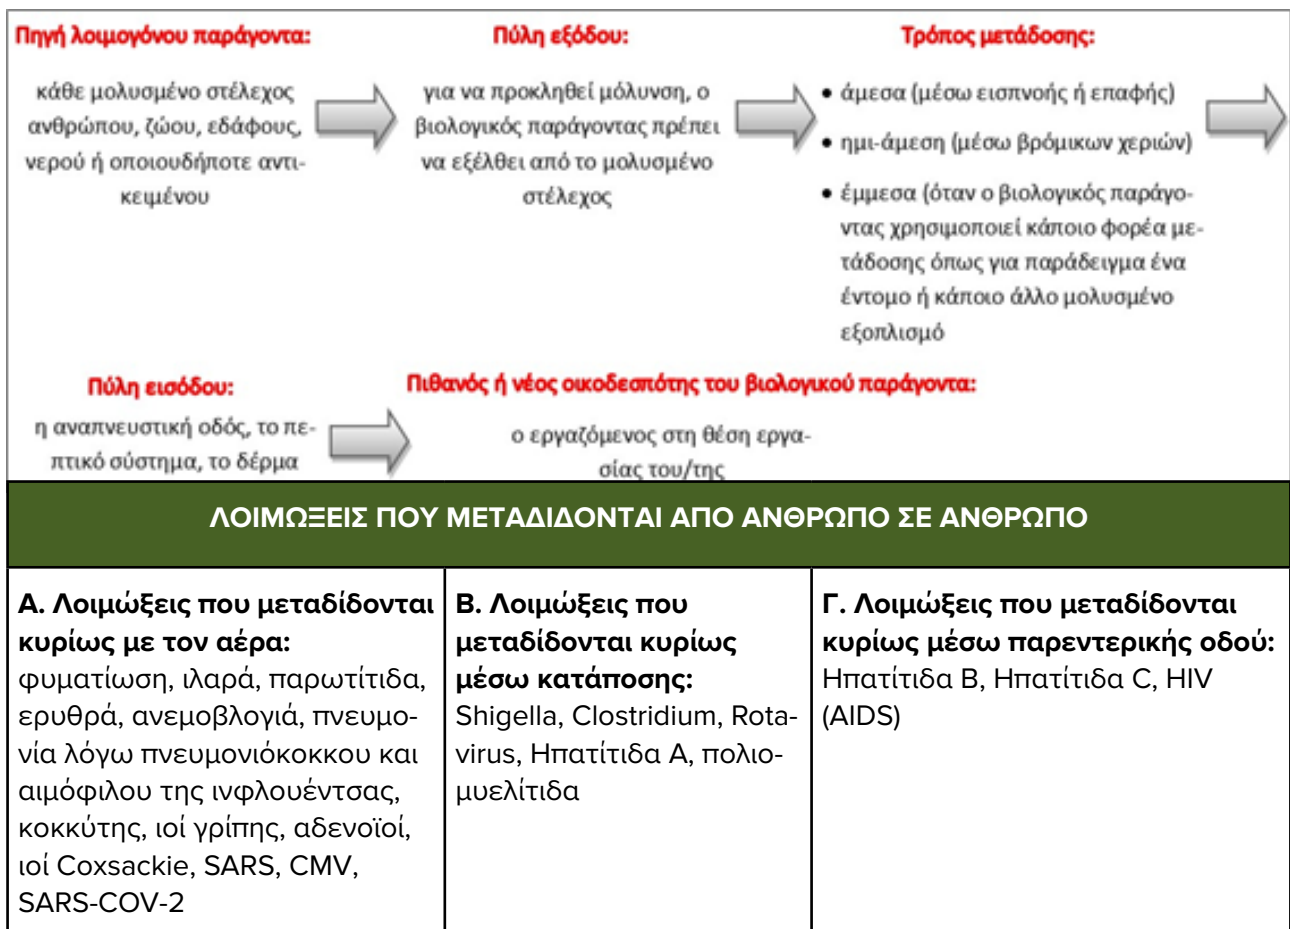 Πηγή λοιμογόνου παράγοντα:
κάθε μολυσμένο στέλεχος
ανθρώπου, ζώου, εδάφους,
νερού ή οποιουδήποτε αντι-
κειμένου
Πύλη εξόδου:
για να προκληθεί μόλυνση, ο
βιολογικός παράγοντας πρέπει
να εξέλθει από το μολυσμένο
στέλεχος
Τρόπος μετάδοσης:
• άμεσα (μέσω εισπνοής ή επαφής)
• ημι-άμεση (μέσω βρόμικων χεριών)
• έμμεσα (όταν ο βιολογικός παράγο-
ντας χρησιμοποιεί κάποιο φορέα με-
τάδοσης όπως για παράδειγμα ένα
έντομο ή κάποιο άλλο μολυσμένο
εξοπλισμό
Πύλη εισόδου:
η αναπνευστική οδός, το πε-
πτικό σύστημα, το δέρμα
Πιθανός ή νέος οικοδεσπότης του βιολογικού παράγοντα:
ο εργαζόμενος στη θέση εργα-
σίας του/της
ΛΟΙΜΩΞΕΙΣ ΠΟΥ ΜΕΤΑΔΙΔΟΝΤΑΙ ΑΠΟ ΑΝΘΡΩΠΟ ΣΕ ΑΝΘΡΩΠΟ
Α. Λοιμώξεις που μεταδίδονται
κυρίως με τον αέρα:
φυματίωση, ιλαρά, παρωτίτιδα,
ερυθρά, ανεμοβλογιά, πνευμο-
νία λόγω πνευμονιόκοκκου και
αιμόφιλου της ινφλουέντσας,
κοκκύτης, ιοί γρίπης, αδενοϊοί,
ιοί Coxsackie, SARS, CMV,
SARS-COV-2
Β. Λοιμώξεις που
μεταδίδονται κυρίως
μέσω κατάποσης:
Shigella, Clostridium, Rota-
virus, Ηπατίτιδα Α, πολιο-
μυελίτιδα
Γ. Λοιμώξεις που μεταδίδονται
κυρίως μέσω παρεντερικής οδού:
Ηπατίτιδα Β, Ηπατίτιδα C, HIV
(AIDS)